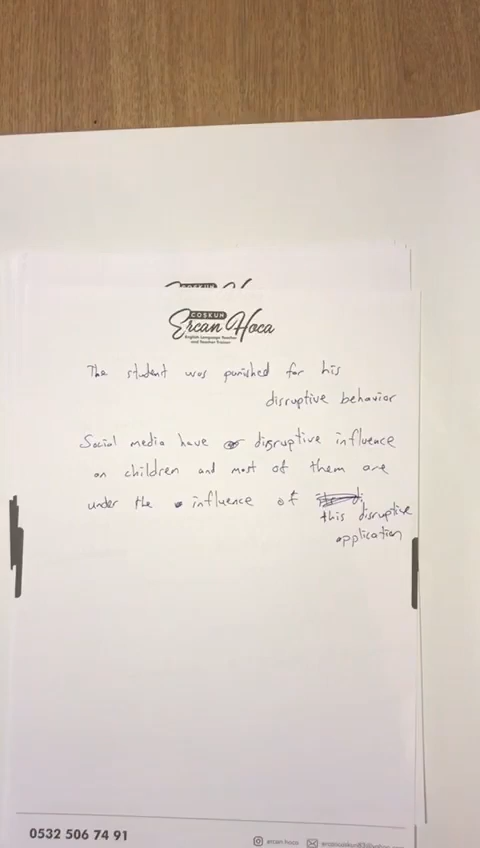 COŞKUN
Ercan Hoca
English Language Teacher
and Teacher Trainer
The student was punished for his
disruptive behavior
Social media have disruptive influence
on children and most of them are
under the influence of
this disruptive
application
0532 506 74 91
ercan hoca